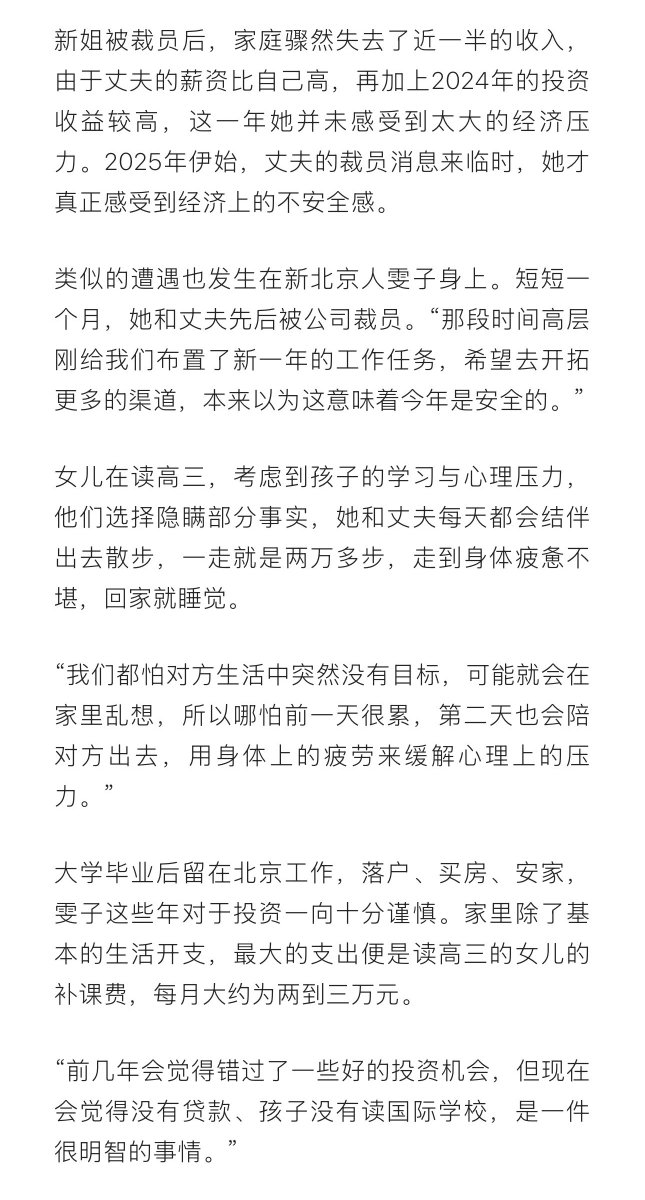 新姐被裁员后，家庭骤然失去了近一半的收入，
由于丈夫的薪资比自己高，再加上2024年的投资
收益较高，这一年她并未感受到太大的经济压
力。2025年伊始，丈夫的裁员消息来临时，她才
真正感受到经济上的不安全感。
类似的遭遇也发生在新北京人雯子身上。短短一
个月，她和丈夫先后被公司裁员。“那段时间高层
刚给我们布置了新一年的工作任务，希望去开拓
更多的渠道，本来以为这意味着今年是安全的。”
女儿在读高三，考虑到孩子的学习与心理压力，
他们选择隐瞒部分事实，她和丈夫每天都会结伴
出去散步，一走就是两万多步，走到身体疲惫不
堪，回家就睡觉。
“我们都怕对方生活中突然没有目标，可能就会在
家里乱想，所以哪怕前一天很累，第二天也会陪
对方出去，用身体上的疲劳来缓解心理上的压
力。”
大学毕业后留在北京工作，落户、买房、安家，
雯子这些年对于投资一向十分谨慎。家里除了基
本的生活开支，最大的支出便是读高三的女儿的
补课费，每月大约为两到三万元。
“前几年会觉得错过了一些好的投资机会，但现在
会觉得没有贷款、孩子没有读国际学校，是一件
很明智的事情。”